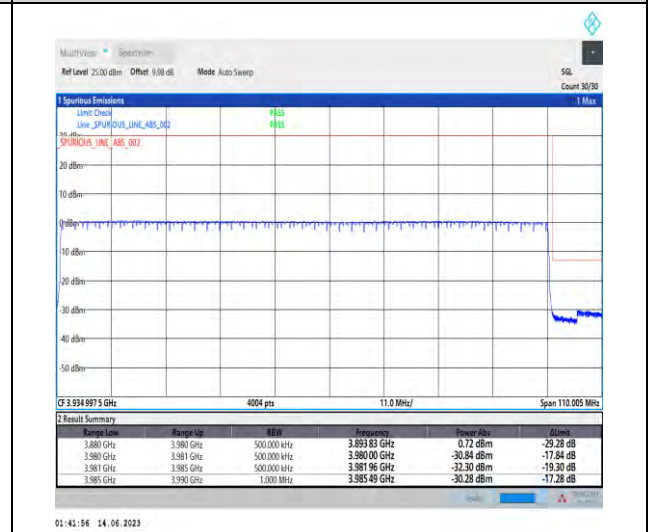 MultiView Spectrum
Ref Level 25.00 dBm Offset 9.98 dB Mode Auto Sweep SGL
Count 30/30
1 Spurious Emissions 1 Max
Limit Check PASS
Line _SPURIOUS_LINE_ABS_002 PASS
30 dBm
_SPURIOUS_LINE_ABS_002
20 dBm
10 dBm
0 dBm
-10 dBm
-20 dBm
-30 dBm
-40 dBm
-50 dBm
CF 3.934 997 5 GHz 4004 pts 11.0 MHz/ Span 110.005 MHz
2 Result Summary
Range Low Range Up RBW Frequency Power Abs ΔLimit
3.880 GHz 3.980 GHz 500.000 kHz 3.893 83 GHz 0.72 dBm -29.28 dB
3.980 GHz 3.981 GHz 500.000 kHz 3.980 00 GHz -30.84 dBm -17.84 dB
3.981 GHz 3.985 GHz 500.000 kHz 3.981 96 GHz -32.30 dBm -19.30 dB
3.985 GHz 3.990 GHz 1.000 MHz 3.985 49 GHz -30.28 dBm -17.28 dB
01:41:56 14.06.2023